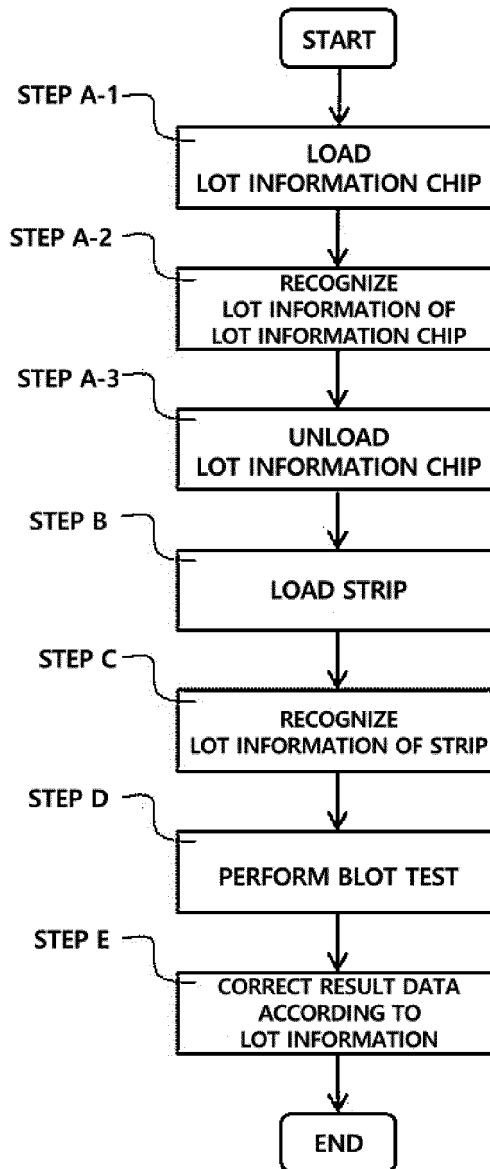 START
STEP A-1
LOAD
LOT INFORMATION CHIP
STEP A-2
RECOGNIZE
LOT INFORMATION OF
LOT INFORMATION CHIP
STEP A-3
UNLOAD
LOT INFORMATION CHIP
STEP B
LOAD STRIP
STEP C
RECOGNIZE
LOT INFORMATION OF STRIP
STEP D
PERFORM BLOT TEST
STEP E
CORRECT RESULT DATA
ACCORDING TO
LOT INFORMATION
END